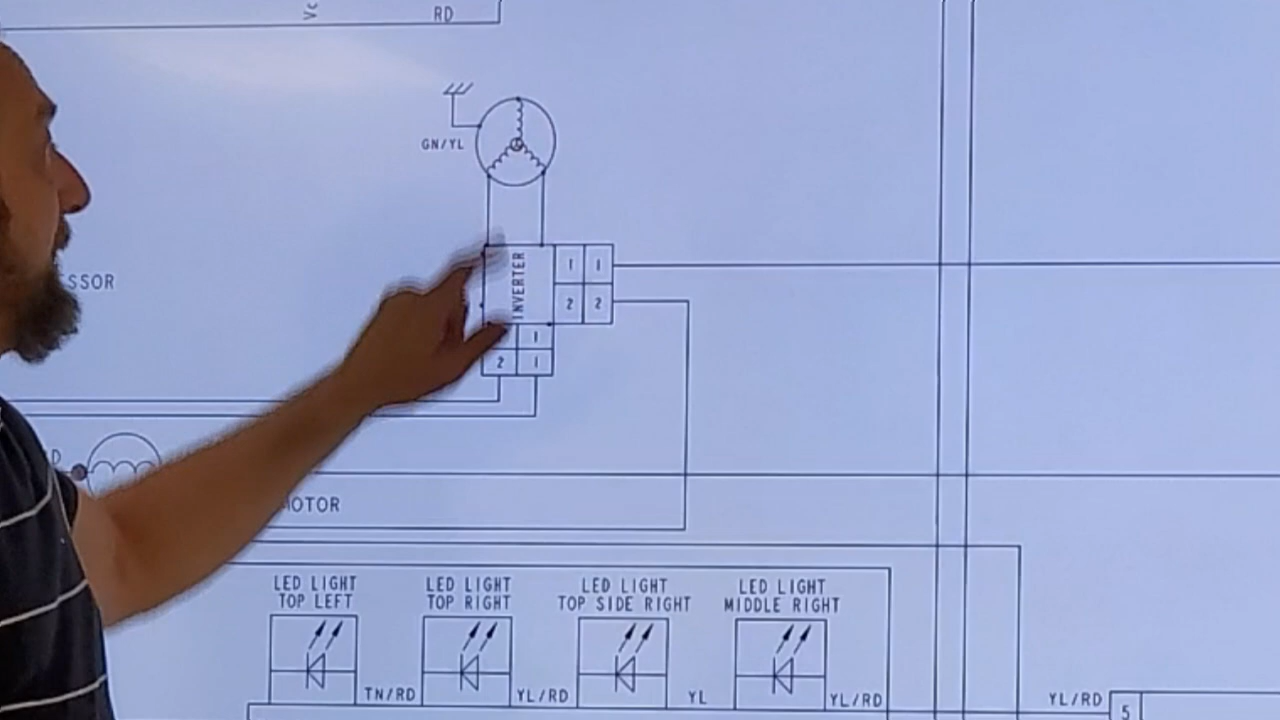 RD
GN/YL
SSOR
INVERTER
1 1
2 2
1
2 1
MOTOR
LED LIGHT
TOP LEFT
LED LIGHT
TOP RIGHT
LED LIGHT
TOP SIDE RIGHT
LED LIGHT
MIDDLE RIGHT
TN/RD
YL/RD
YL
YL/RD
YL/RD
5